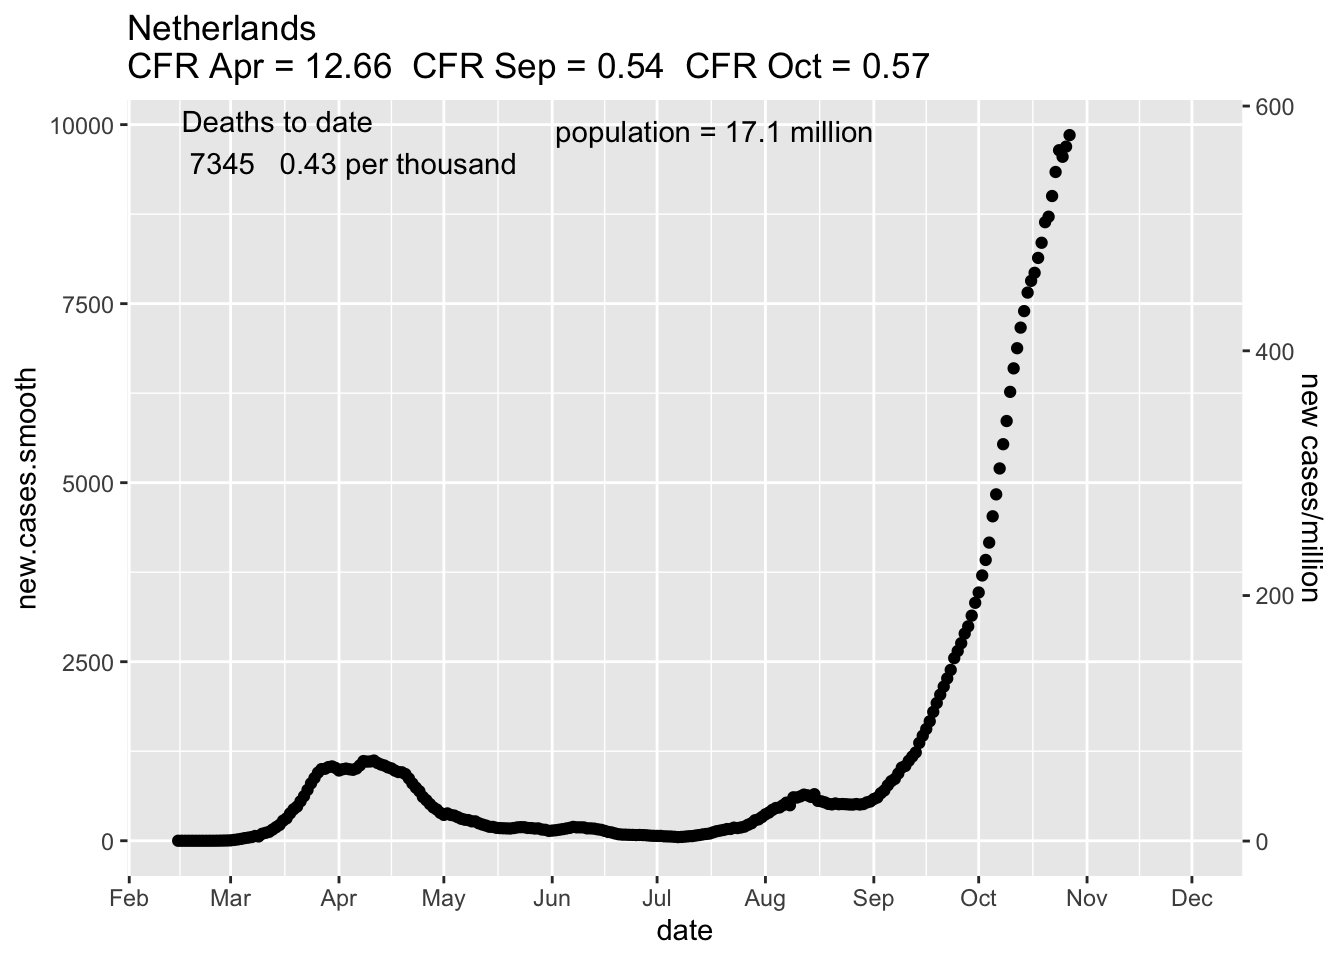 Netherlands
CFR Apr = 12.66  CFR Sep = 0.54  CFR Oct = 0.57
Deaths to date
7345   0.43 per thousand
population = 17.1 million
10000
7500
5000
2500
0
new.cases.smooth
600
400
200
0
new cases/million
Feb Mar Apr May Jun Jul Aug Sep Oct Nov Dec
date